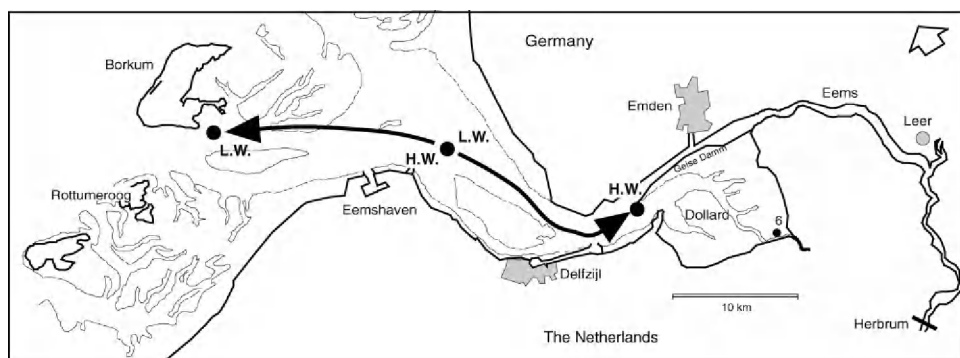 Germany
Borkum
Emden
Eems
Leer
L.W.
L.W.
H.W.
Geise Damm
H.W.
Rottumeroog
Eemshaven
Dollard
6
Delfzijl
10 km
The Netherlands
Herbrum